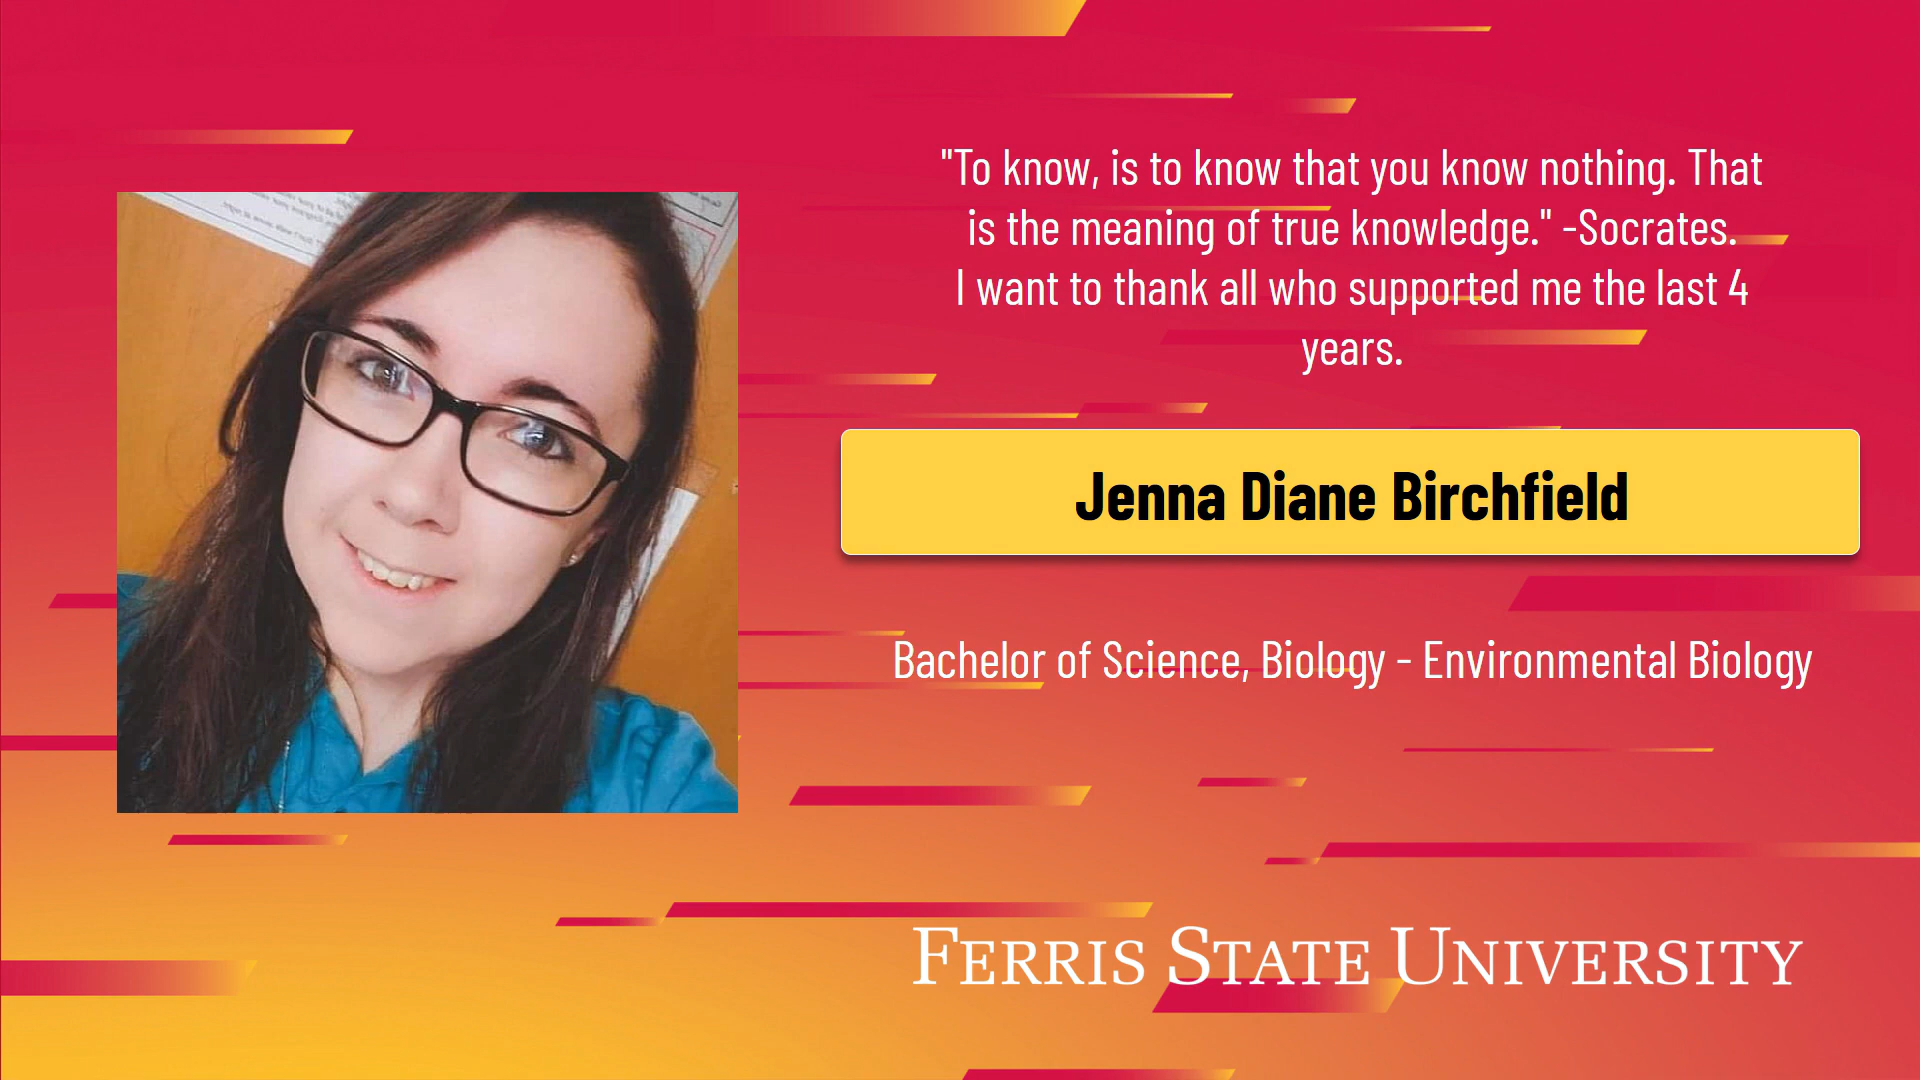 "To know, is to know that you know nothing. That
is the meaning of true knowledge." -Socrates.
I want to thank all who supported me the last 4
years.
Jenna Diane Birchfield
Bachelor of Science, Biology - Environmental Biology
FERRIS STATE UNIVERSITY